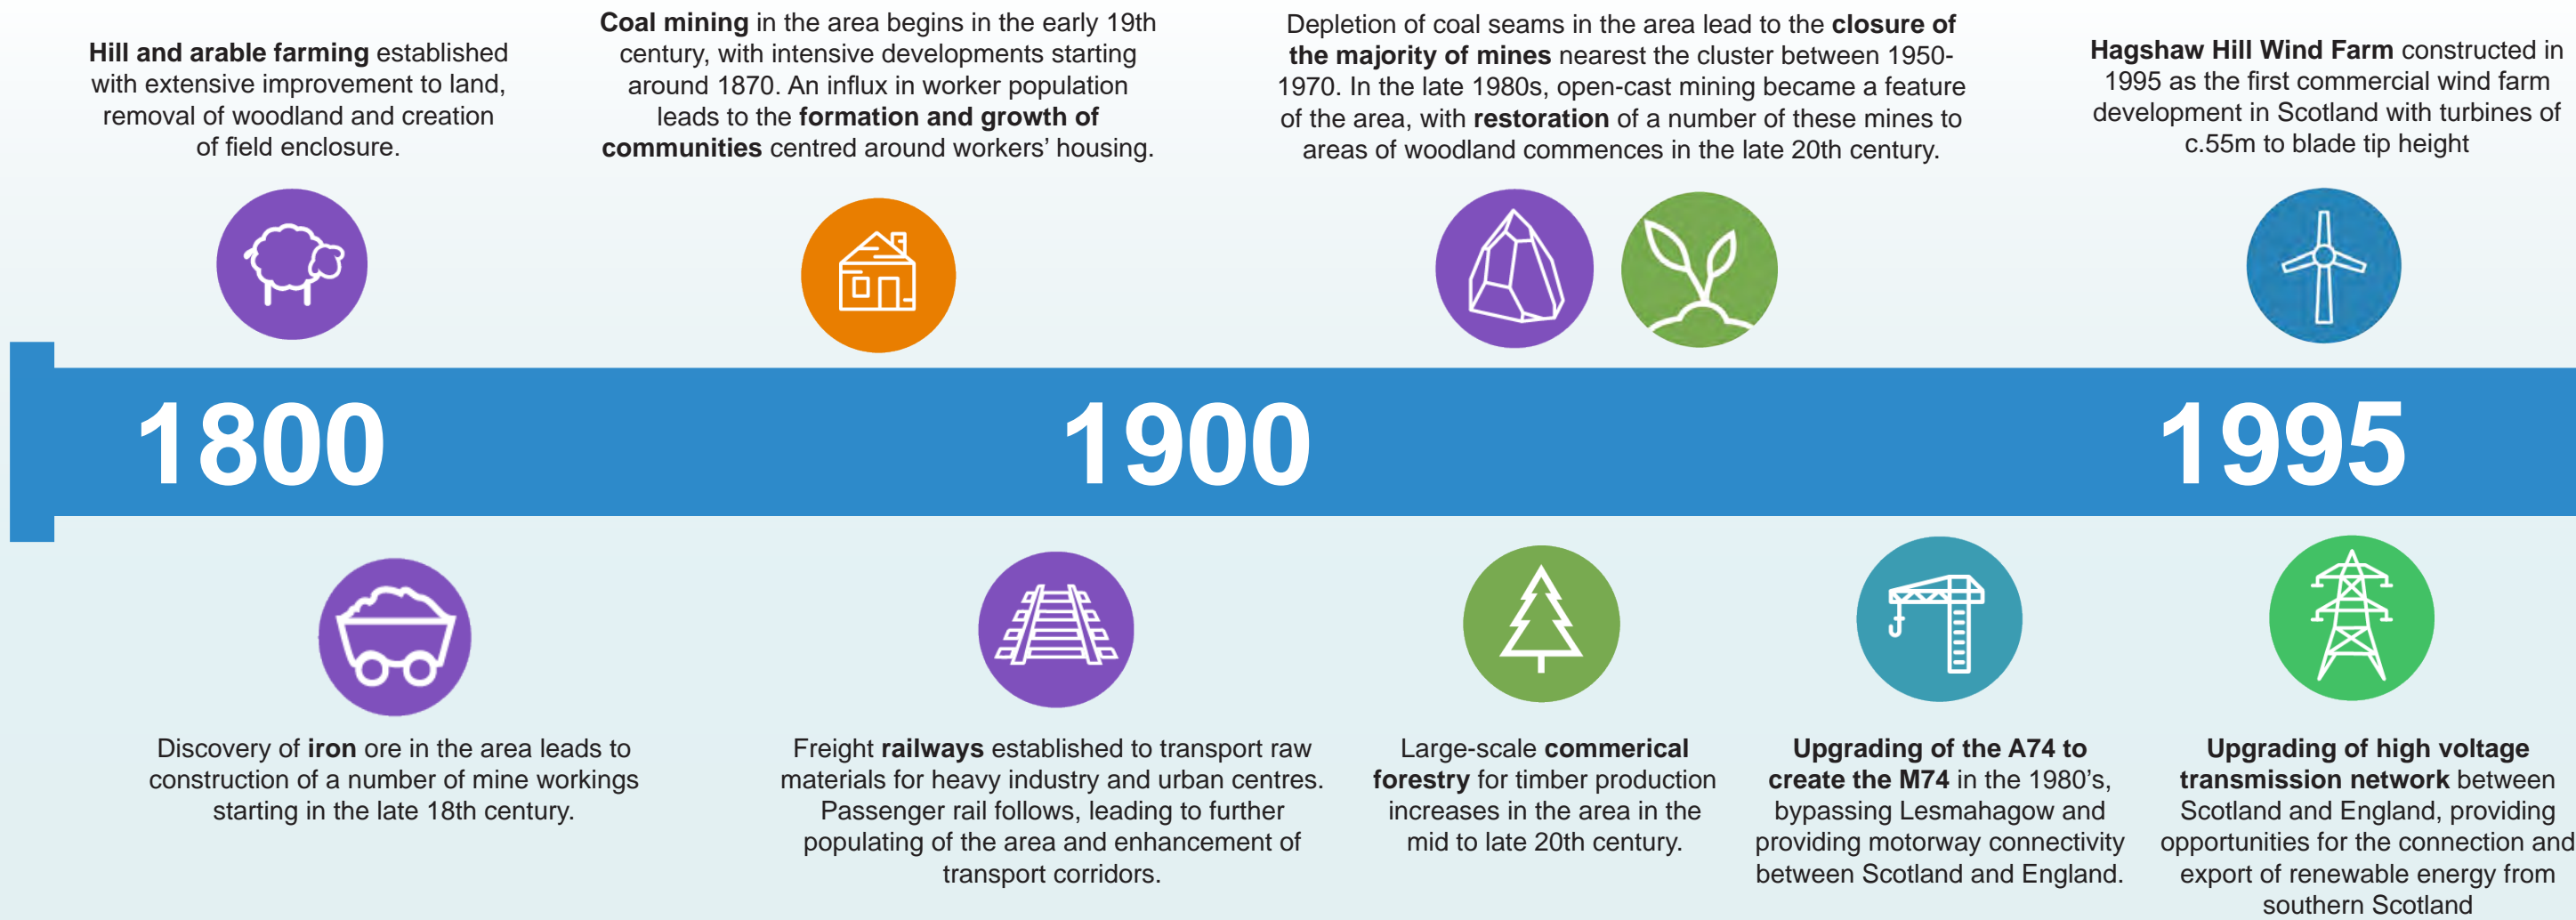 Hill and arable farming established
with extensive improvement to land,
removal of woodland and creation
of field enclosure.
Coal mining in the area begins in the early 19th
century, with intensive developments starting
around 1870. An influx in worker population
leads to the formation and growth of
communities centred around workers' housing.
Depletion of coal seams in the area lead to the closure of
the majority of mines nearest the cluster between 1950-
1970. In the late 1980s, open-cast mining became a feature
of the area, with restoration of a number of these mines to
areas of woodland commences in the late 20th century.
Hagshaw Hill Wind Farm constructed in
1995 as the first commercial wind farm
development in Scotland with turbines of
c.55m to blade tip height
1800
1900
1995
Discovery of iron ore in the area leads to
construction of a number of mine workings
starting in the late 18th century.
Freight railways established to transport raw
materials for heavy industry and urban centres.
Passenger rail follows, leading to further
populating of the area and enhancement of
transport corridors.
Large-scale commerical
forestry for timber production
increases in the area in the
mid to late 20th century.
Upgrading of the A74 to
create the M74 in the 1980's,
bypassing Lesmahagow and
providing motorway connectivity
between Scotland and England.
Upgrading of high voltage
transmission network between
Scotland and England, providing
opportunities for the connection and
export of renewable energy from
southern Scotland